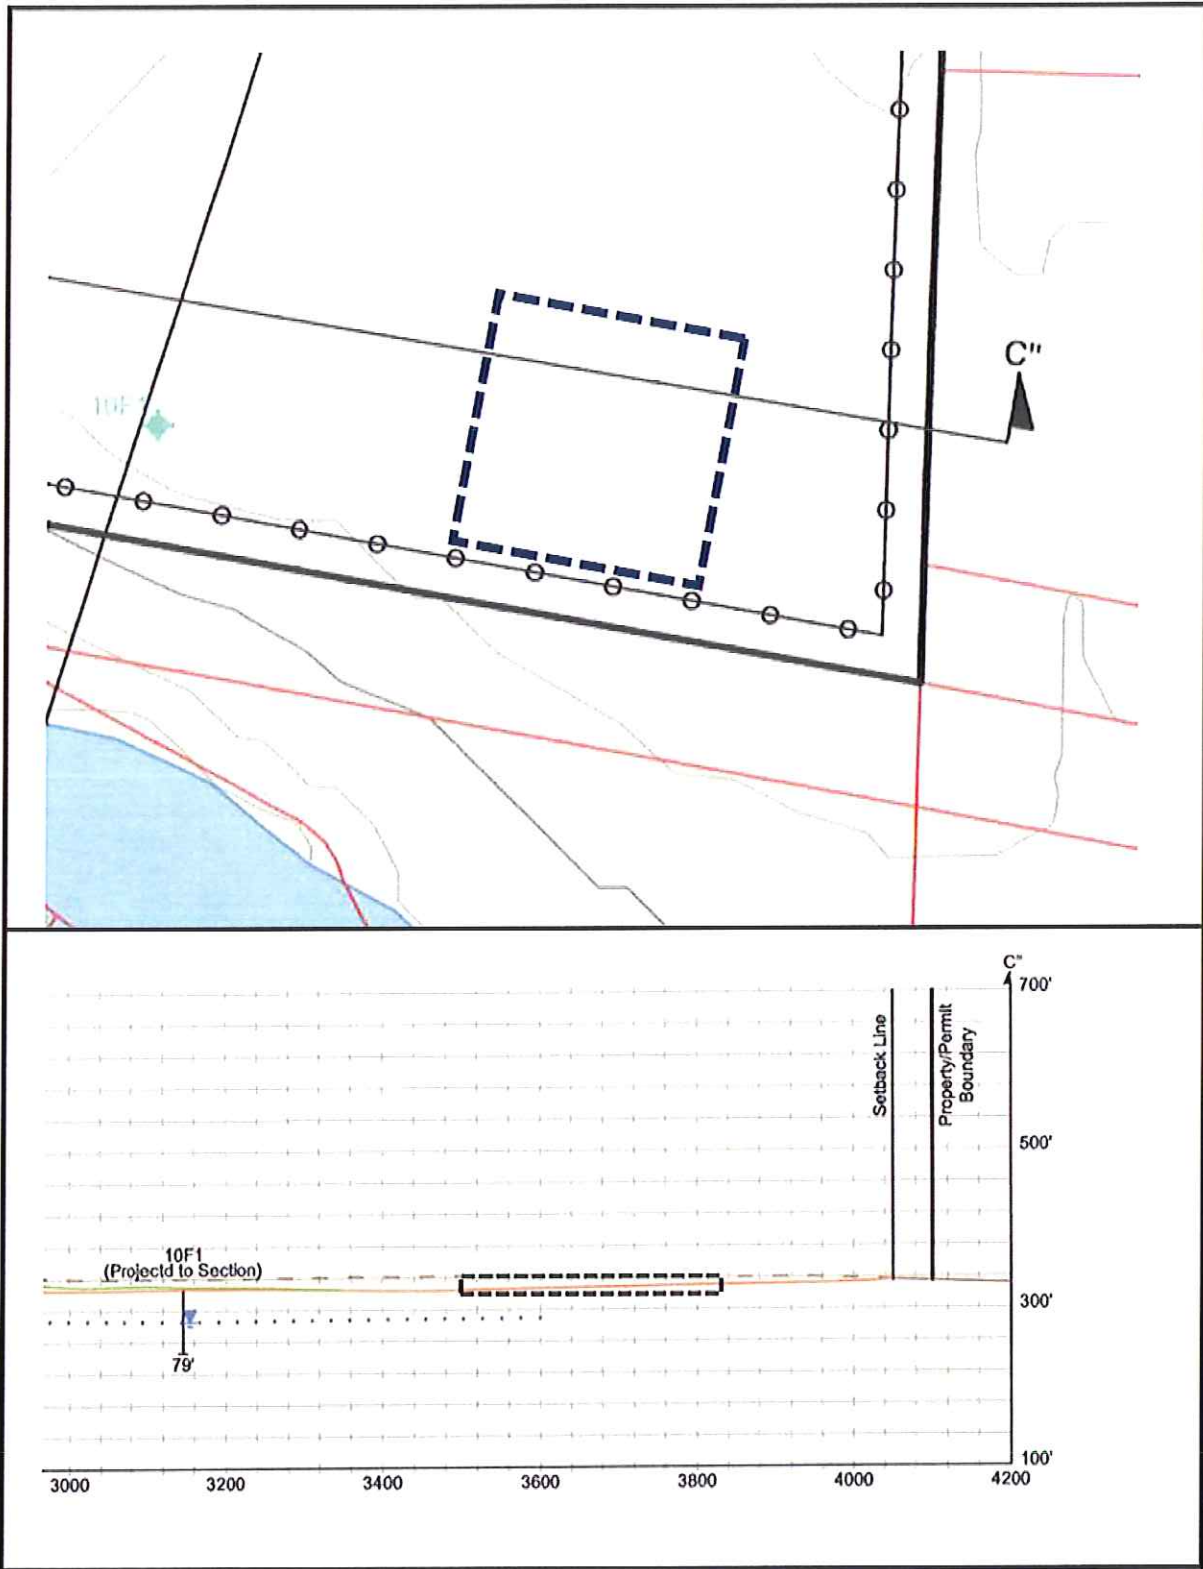 C"
10F1
C"
700'
Setback Line
Property/Permit
Boundary
500'
10F1
(Projectd to Section)
300'
79'
100'
3000 3200 3400 3600 3800 4000 4200